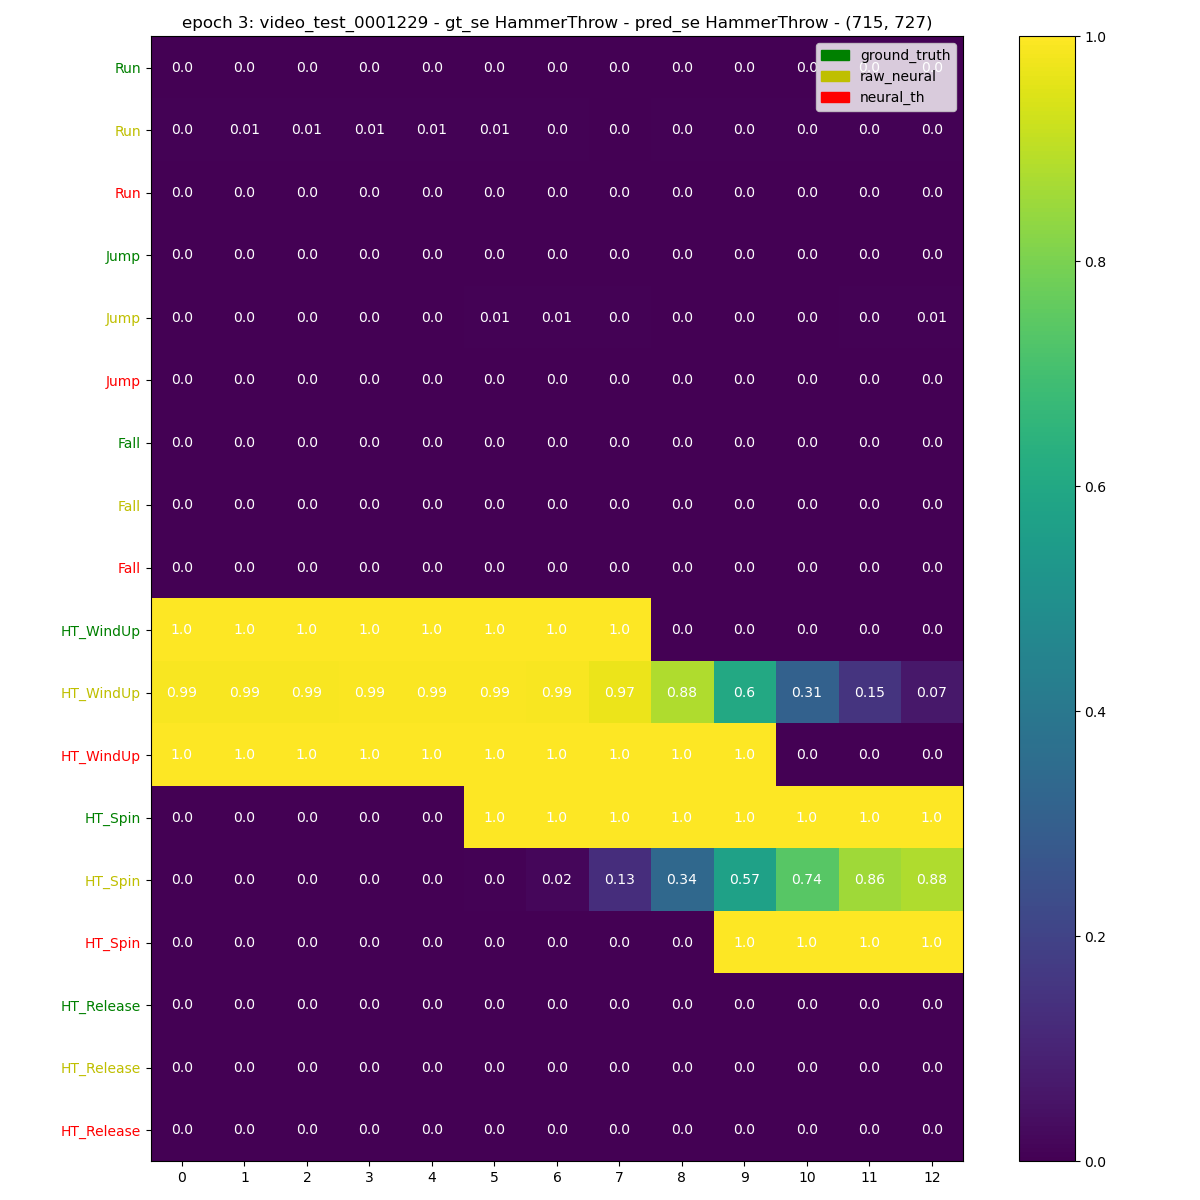 epoch 3: video_test_0001229 - gt_se HammerThrow - pred_se HammerThrow - (715, 727)
ground_truth
raw_neural
neural_th
Run 0.0 0.0 0.0 0.0 0.0 0.0 0.0 0.0 0.0 0.0 0.0 0.0 0.0
Run 0.0 0.01 0.01 0.01 0.01 0.01 0.0 0.0 0.0 0.0 0.0 0.0 0.0
Run 0.0 0.0 0.0 0.0 0.0 0.0 0.0 0.0 0.0 0.0 0.0 0.0 0.0
Jump 0.0 0.0 0.0 0.0 0.0 0.0 0.0 0.0 0.0 0.0 0.0 0.0 0.0
Jump 0.0 0.0 0.0 0.0 0.0 0.01 0.01 0.0 0.0 0.0 0.0 0.0 0.01
Jump 0.0 0.0 0.0 0.0 0.0 0.0 0.0 0.0 0.0 0.0 0.0 0.0 0.0
Fall 0.0 0.0 0.0 0.0 0.0 0.0 0.0 0.0 0.0 0.0 0.0 0.0 0.0
Fall 0.0 0.0 0.0 0.0 0.0 0.0 0.0 0.0 0.0 0.0 0.0 0.0 0.0
Fall 0.0 0.0 0.0 0.0 0.0 0.0 0.0 0.0 0.0 0.0 0.0 0.0 0.0
HT_WindUp 1.0 1.0 1.0 1.0 1.0 1.0 1.0 1.0 0.0 0.0 0.0 0.0 0.0
HT_WindUp 0.99 0.99 0.99 0.99 0.99 0.99 0.99 0.97 0.88 0.6 0.31 0.15 0.07
HT_WindUp 1.0 1.0 1.0 1.0 1.0 1.0 1.0 1.0 1.0 1.0 0.0 0.0 0.0
HT_Spin 0.0 0.0 0.0 0.0 0.0 1.0 1.0 1.0 1.0 1.0 1.0 1.0 1.0
HT_Spin 0.0 0.0 0.0 0.0 0.0 0.0 0.02 0.13 0.34 0.57 0.74 0.86 0.88
HT_Spin 0.0 0.0 0.0 0.0 0.0 0.0 0.0 0.0 0.0 1.0 1.0 1.0 1.0
HT_Release 0.0 0.0 0.0 0.0 0.0 0.0 0.0 0.0 0.0 0.0 0.0 0.0 0.0
HT_Release 0.0 0.0 0.0 0.0 0.0 0.0 0.0 0.0 0.0 0.0 0.0 0.0 0.0
HT_Release 0.0 0.0 0.0 0.0 0.0 0.0 0.0 0.0 0.0 0.0 0.0 0.0 0.0
0 1 2 3 4 5 6 7 8 9 10 11 12
1.0
0.8
0.6
0.4
0.2
0.0